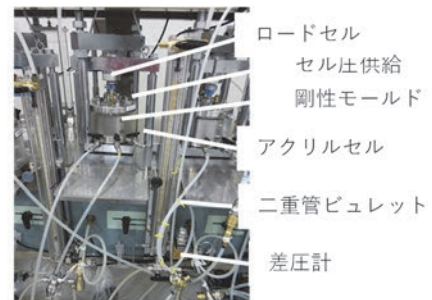 ロードセル
セル圧供給
剛性モールド
アクリルセル
二重管ビュレット
差圧計